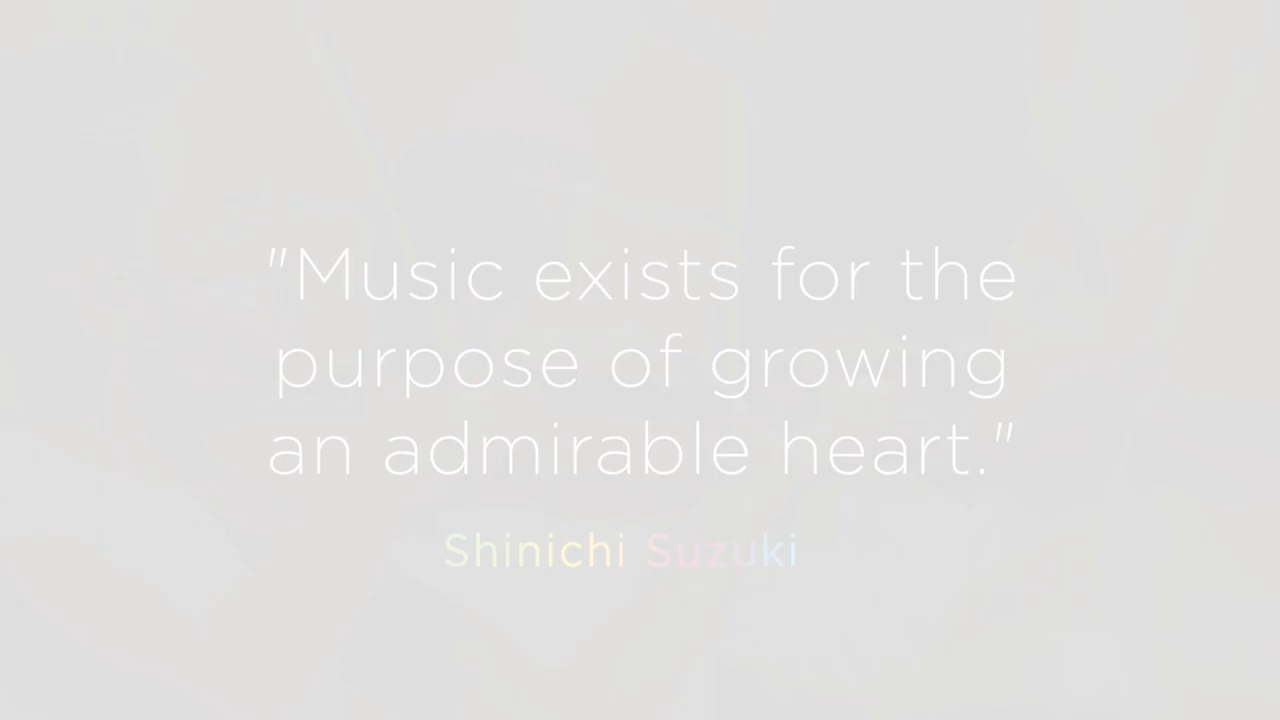 "Music exists for the
purpose of growing
an admirable heart."
Shinichi Suzuki